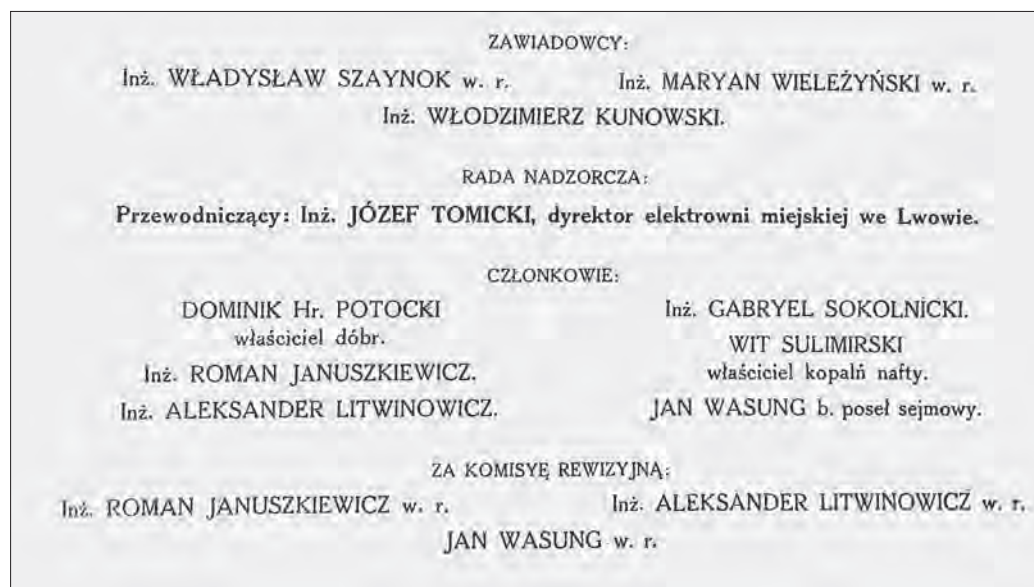 ZAWIADOWCY:
Inż. WŁADYSŁAW SZAYNOK w. r. Inż. MARYAN WIELEŻYŃSKI w. r.
Inż. WŁODZIMIERZ KUNOWSKI.
RADA NADZORCZA:
Przewodniczący: Inż. JÓZEF TOMICKI, dyrektor elektrowni miejskiej we Lwowie.
CZŁONKOWIE:
DOMINIK Hr. POTOCKI
właściciel dóbr.
Inż. ROMAN JANUSZKIEWICZ.
Inż. ALEKSANDER LITWINOWICZ.
Inż. GABRYEL SOKOLNICKI.
WIT SULIMIRSKI
właściciel kopalń nafty.
JAN WASUNG b. poseł sejmowy.
ZA KOMISYĘ REWIZYJNĄ:
Inż. ROMAN JANUSZKIEWICZ w. r. Inż. ALEKSANDER LITWINOWICZ w. r.
JAN WASUNG w. r.